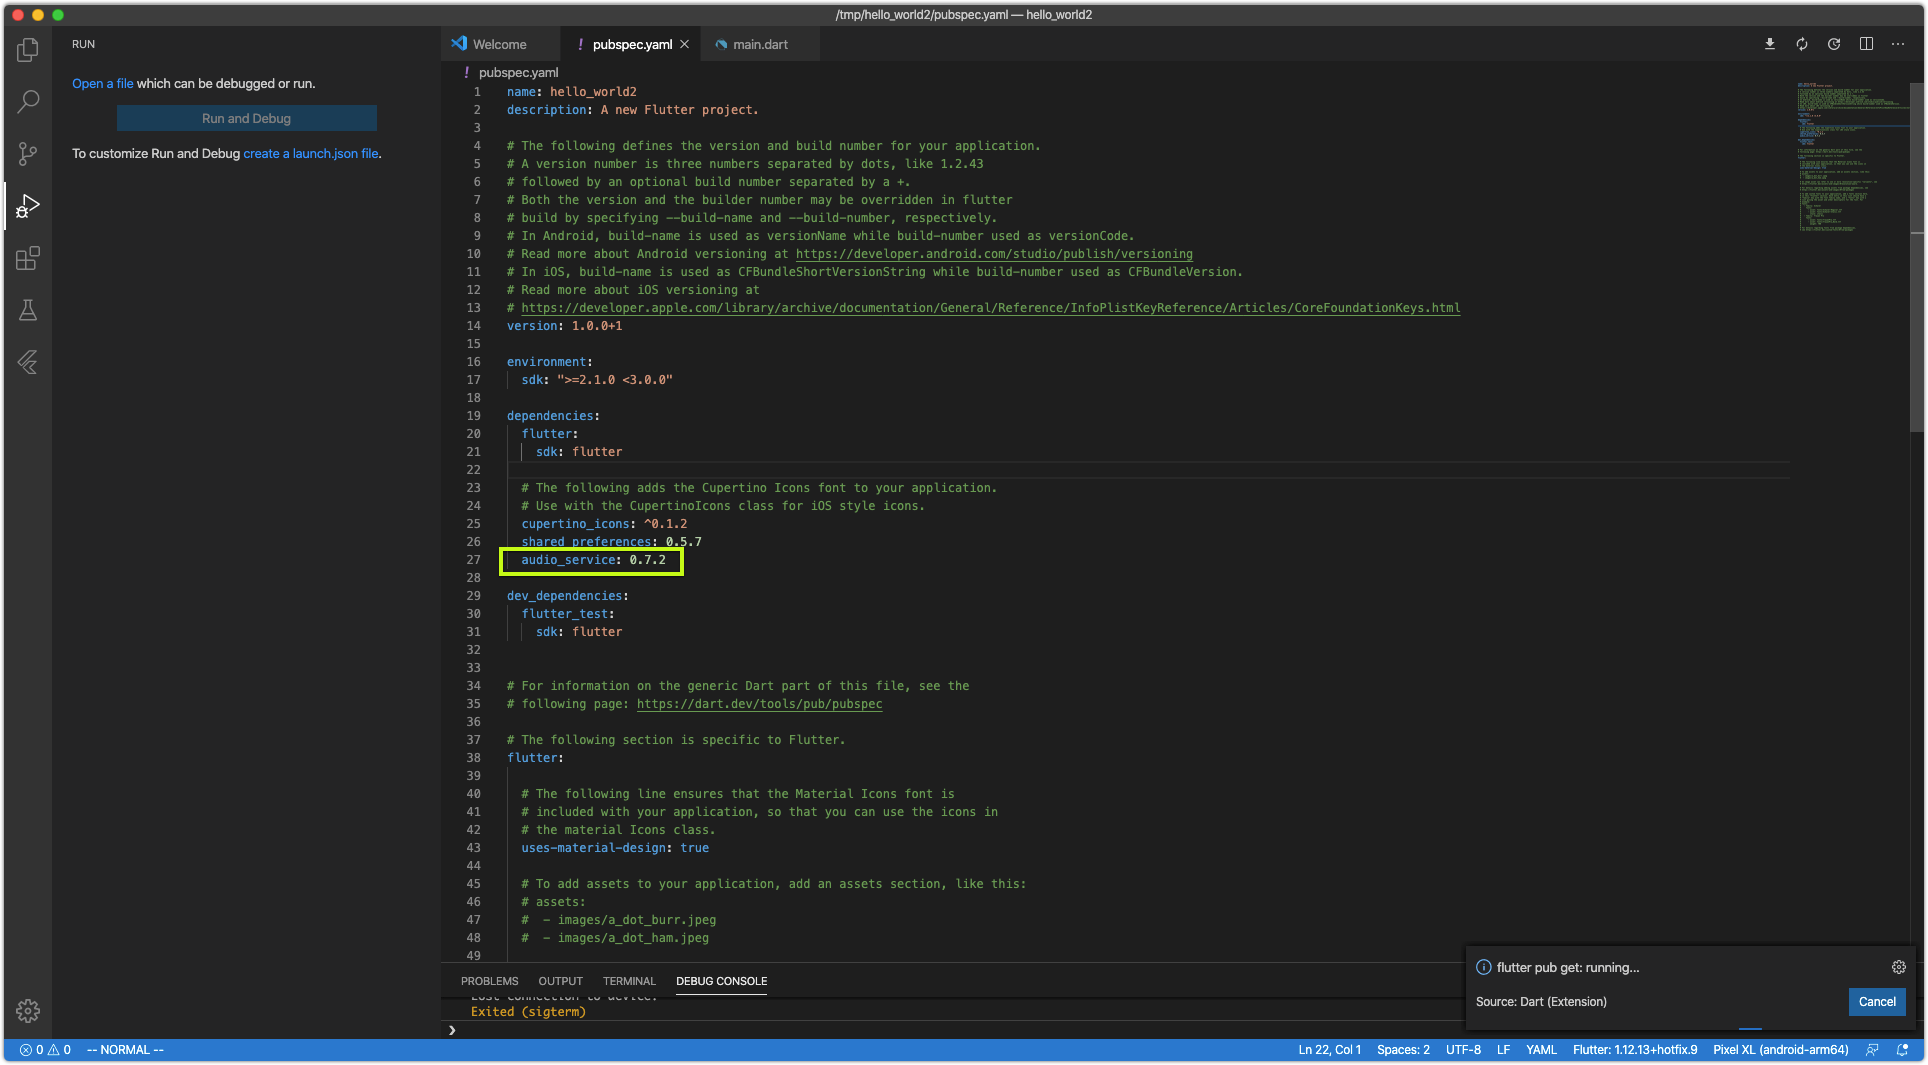 /tmp/hello_world2/pubspec.yaml — hello_world2
RUN
Open a file which can be debugged or run.
Run and Debug
To customize Run and Debug create a launch.json file.
Welcome
! pubspec.yaml ×
main.dart
! pubspec.yaml
1 name: hello_world2
2 description: A new Flutter project.
3
4 # The following defines the version and build number for your application.
5 # A version number is three numbers separated by dots, like 1.2.43
6 # followed by an optional build number separated by a +.
7 # Both the version and the builder number may be overridden in flutter
8 # build by specifying --build-name and --build-number, respectively.
9 # In Android, build-name is used as versionName while build-number used as versionCode.
10 # Read more about Android versioning at https://developer.android.com/studio/publish/versioning
11 # In iOS, build-name is used as CFBundleShortVersionString while build-number used as CFBundleVersion.
12 # Read more about iOS versioning at
13 # https://developer.apple.com/library/archive/documentation/General/Reference/InfoPlistKeyReference/Articles/CoreFoundationKeys.html
14 version: 1.0.0+1
15
16 environment:
17 sdk: ">=2.1.0 <3.0.0"
18
19 dependencies:
20 flutter:
21 sdk: flutter
22
23 # The following adds the Cupertino Icons font to your application.
24 # Use with the CupertinoIcons class for iOS style icons.
25 cupertino_icons: ^0.1.2
26 shared_preferences: 0.5.7
27 audio_service: 0.7.2
28
29 dev_dependencies:
30 flutter_test:
31 sdk: flutter
32
33
34 # For information on the generic Dart part of this file, see the
35 # following page: https://dart.dev/tools/pub/pubspec
36
37 # The following section is specific to Flutter.
38 flutter:
39
40 # The following line ensures that the Material Icons font is
41 # included with your application, so that you can use the icons in
42 # the material Icons class.
43 uses-material-design: true
44
45 # To add assets to your application, add an assets section, like this:
46 # assets:
47 #  - images/a_dot_burr.jpeg
48 #  - images/a_dot_ham.jpeg
49
PROBLEMS OUTPUT TERMINAL DEBUG CONSOLE
Lost connection to device.
Exited (sigterm)
❯
flutter pub get: running...
Source: Dart (Extension)
Cancel
0 0 -- NORMAL --
Ln 22, Col 1 Spaces: 2 UTF-8 LF YAML Flutter: 1.12.13+hotfix.9 Pixel XL (android-arm64)